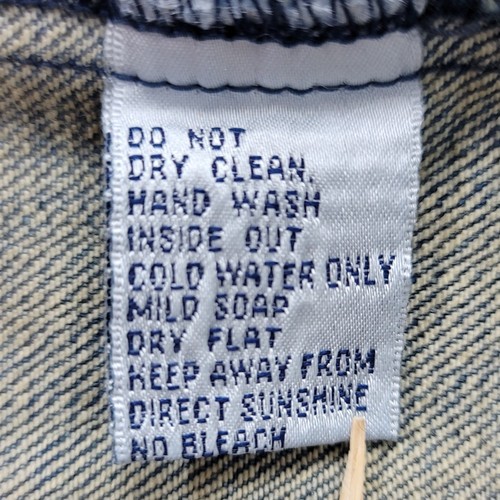 DO NOT
DRY CLEAN.
HAND WASH
INSIDE OUT
COLD WATER ONLY
MILD SOAP
DRY FLAT
KEEP AWAY FROM
DIRECT SUNSHINE
NO BLEACH